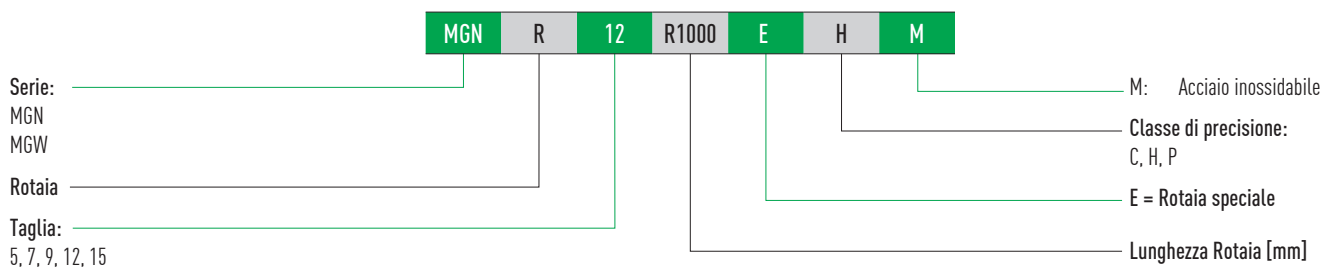 MGN R 12 R1000 E H M
Serie:
MGN
MGW
Rotaia
Taglia:
5, 7, 9, 12, 15
M: Acciaio inossidabile
Classe di precisione:
C, H, P
E = Rotaia speciale
Lunghezza Rotaia [mm]